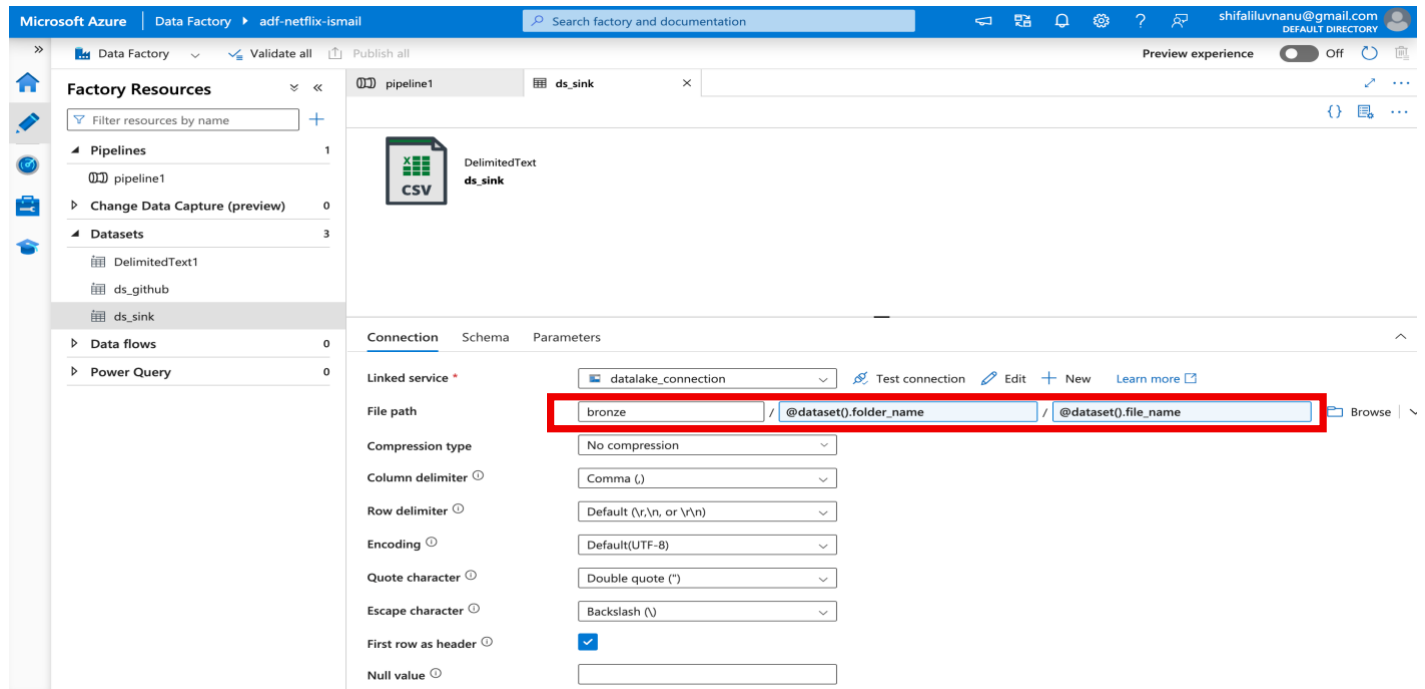 Microsoft Azure | Data Factory ▸ adf-netflix-ismail Search factory and documentation shifaliluvnanu@gmail.com
DEFAULT DIRECTORY
» Data Factory Validate all Publish all Preview experience Off
Factory Resources
Filter resources by name
Pipelines 1
pipeline1
Change Data Capture (preview) 0
Datasets 3
DelimitedText1
ds_github
ds_sink
Data flows 0
Power Query 0
pipeline1 ds_sink
{}
CSV
DelimitedText
ds_sink
Connection Schema Parameters
Linked service * datalake_connection Test connection Edit New Learn more
File path bronze / @dataset().folder_name / @dataset().file_name Browse
Compression type No compression
Column delimiter Comma (,)
Row delimiter Default (\r,\n, or \r\n)
Encoding Default(UTF-8)
Quote character Double quote (")
Escape character Backslash (\)
First row as header
Null value